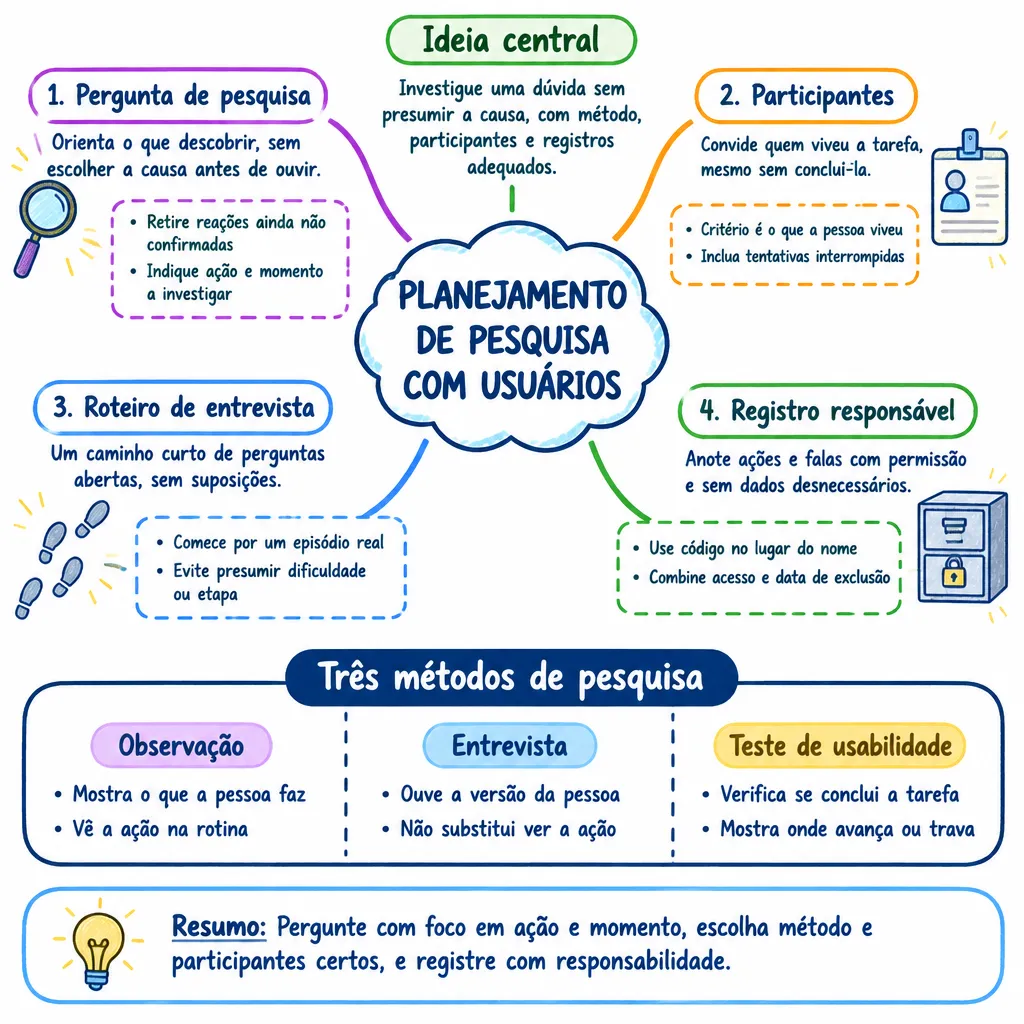 Ideia central
Investigue uma dúvida sem
presumir a causa, com método,
participantes e registros
adequados.
1. Pergunta de pesquisa
Orienta o que descobrir, sem
escolher a causa antes de ouvir.
• Retire reações ainda não
confirmadas
• Indique ação e momento
a investigar
2. Participantes
Convide quem viveu a tarefa,
mesmo sem concluí-la.
• Critério é o que a pessoa viveu
• Inclua tentativas interrompidas
PLANEJAMENTO
DE PESQUISA
COM USUÁRIOS
3. Roteiro de entrevista
Um caminho curto de perguntas
abertas, sem suposições.
• Comece por um episódio real
• Evite presumir dificuldade
ou etapa
4. Registro responsável
Anote ações e falas com permissão
e sem dados desnecessários.
• Use código no lugar do nome
• Combine acesso e data de exclusão
Três métodos de pesquisa
Observação
• Mostra o que a pessoa faz
• Vê a ação na rotina
Entrevista
• Ouve a versão da pessoa
• Não substitui ver a ação
Teste de usabilidade
• Verifica se conclui a tarefa
• Mostra onde avança ou trava
Resumo: Pergunte com foco em ação e momento, escolha método e
participantes certos, e registre com responsabilidade.